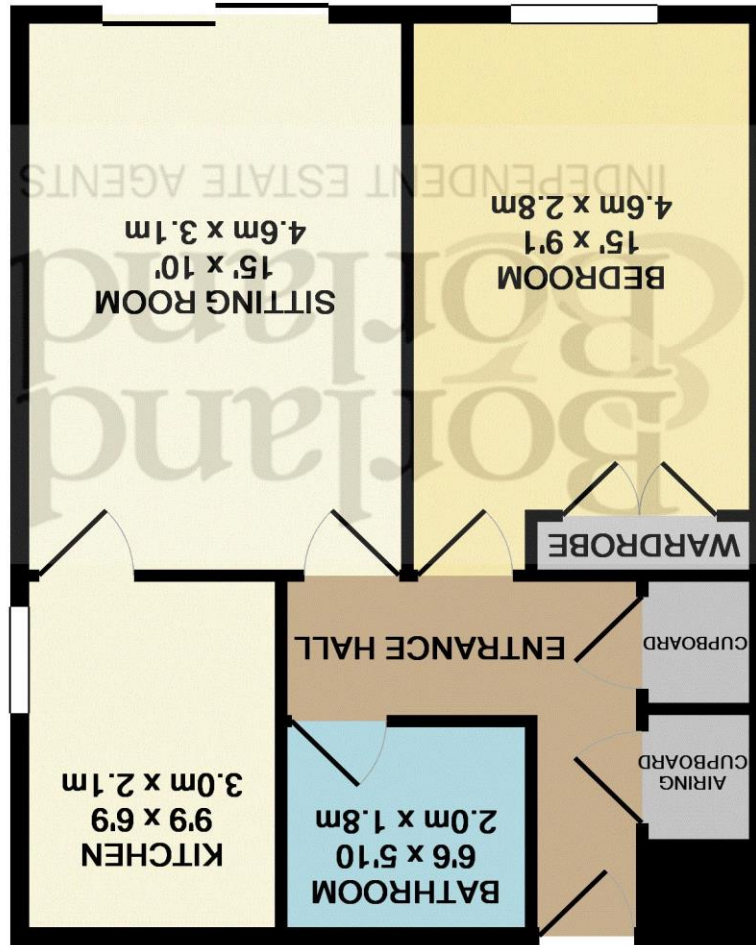 KITCHEN
9'9 x 6'9
3.0m x 2.1m
BATHROOM
6'6 x 5'10
2.0m x 1.8m
AIRING
CUPBOARD
CUPBOARD
ENTRANCE HALL
WARDROBE
SITTING ROOM
15' x 10'
4.6m x 3.1m
BEDROOM
15' x 9'1
4.6m x 2.8m
Borland
& Borland
INDEPENDENT ESTATE AGENTS